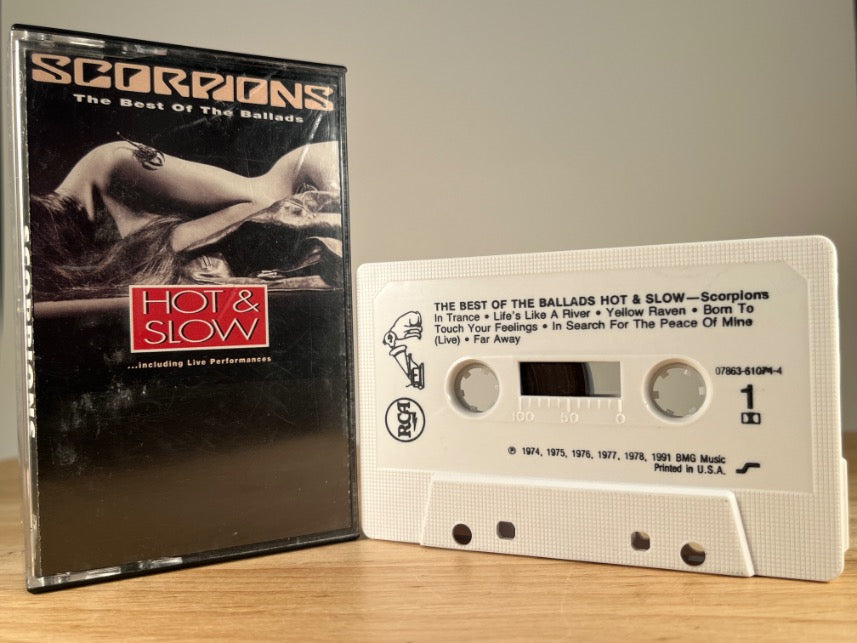 SCORPIONS
The Best Of The Ballads
HOT &
SLOW
...including Live Performances
SCORPIONS
THE BEST OF THE BALLADS HOT & SLOW—Scorpions
In Trance • Life's Like A River • Yellow Raven • Born To
Touch Your Feelings • In Search For The Peace Of Mine
(Live) • Far Away
07863-61074-4
1
RCA
100 50 0
℗ 1974, 1975, 1976, 1977, 1978, 1991 BMG Music
Printed in U.S.A.